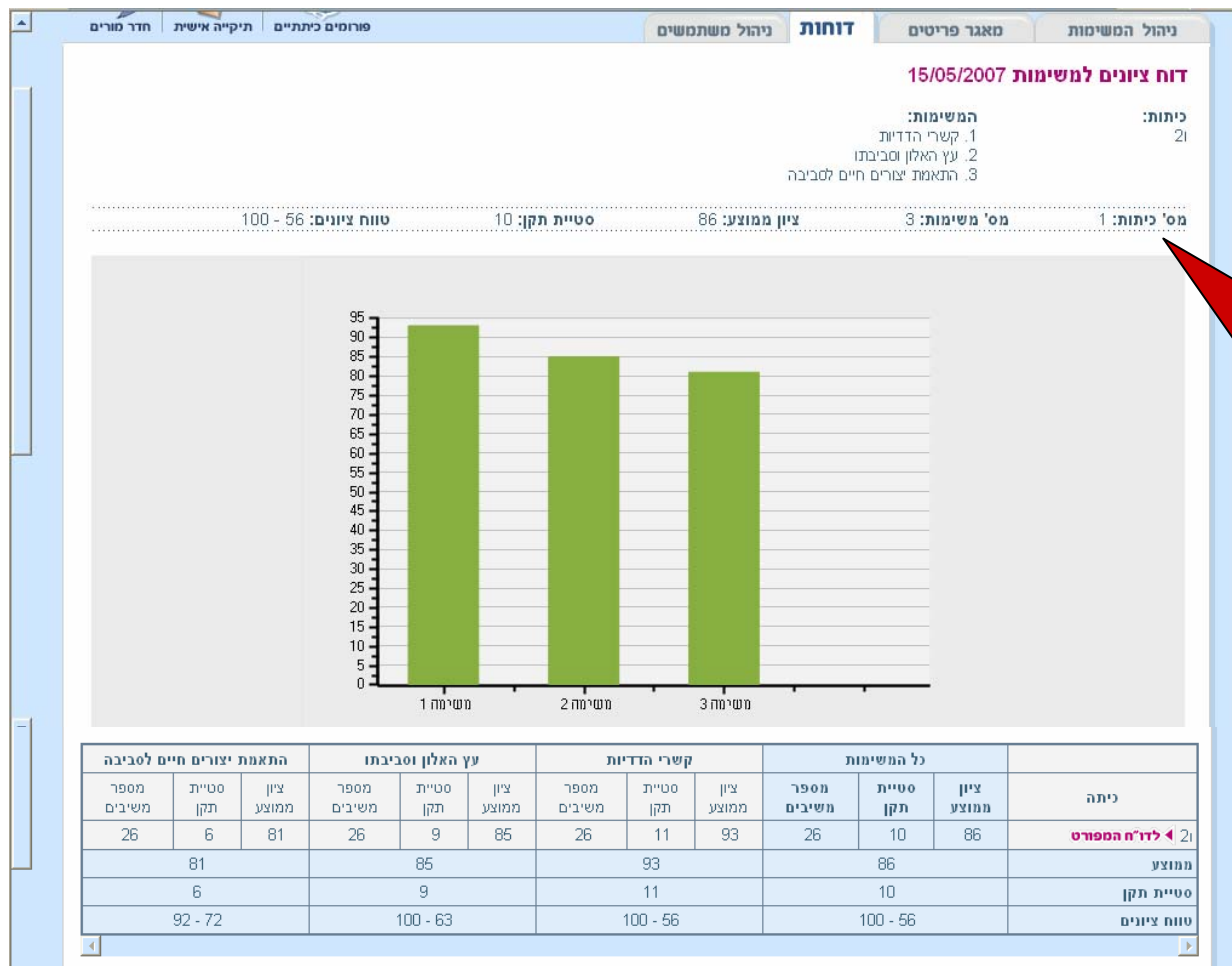 חדר מורים | תיקייה אישית | פורומים כיתתיים
ניהול המשימות מאגר פריטים דוחות ניהול משתמשים
דוח ציונים למשימות 15/05/2007
כיתות: המשימות:
ו2 1. קשרי הדדיות
2. עץ האלון וסביבתו
3. התאמת יצורים חיים לסביבה
מס' כיתות: 1 מס' משימות: 3 ציון ממוצע: 86 סטיית תקן: 10 טווח ציונים: 56 - 100
95
90
85
80
75
70
65
60
55
50
45
40
35
30
25
20
15
10
5
0
משימה 1 משימה 2 משימה 3
כיתה כל המשימות קשרי הדדיות עץ האלון וסביבתו התאמת יצורים חיים לסביבה
ציון ממוצע סטיית תקן מספר משיבים ציון ממוצע סטיית תקן מספר משיבים ציון ממוצע סטיית תקן מספר משיבים ציון ממוצע סטיית תקן מספר משיבים
ו2 לדו"ח המפורט 86 10 26 93 11 26 85 9 26 81 6 26
ממוצע 86 93 85 81
סטיית תקן 10 11 9 6
טווח ציונים 56 - 100 56 - 100 63 - 100 72 - 92